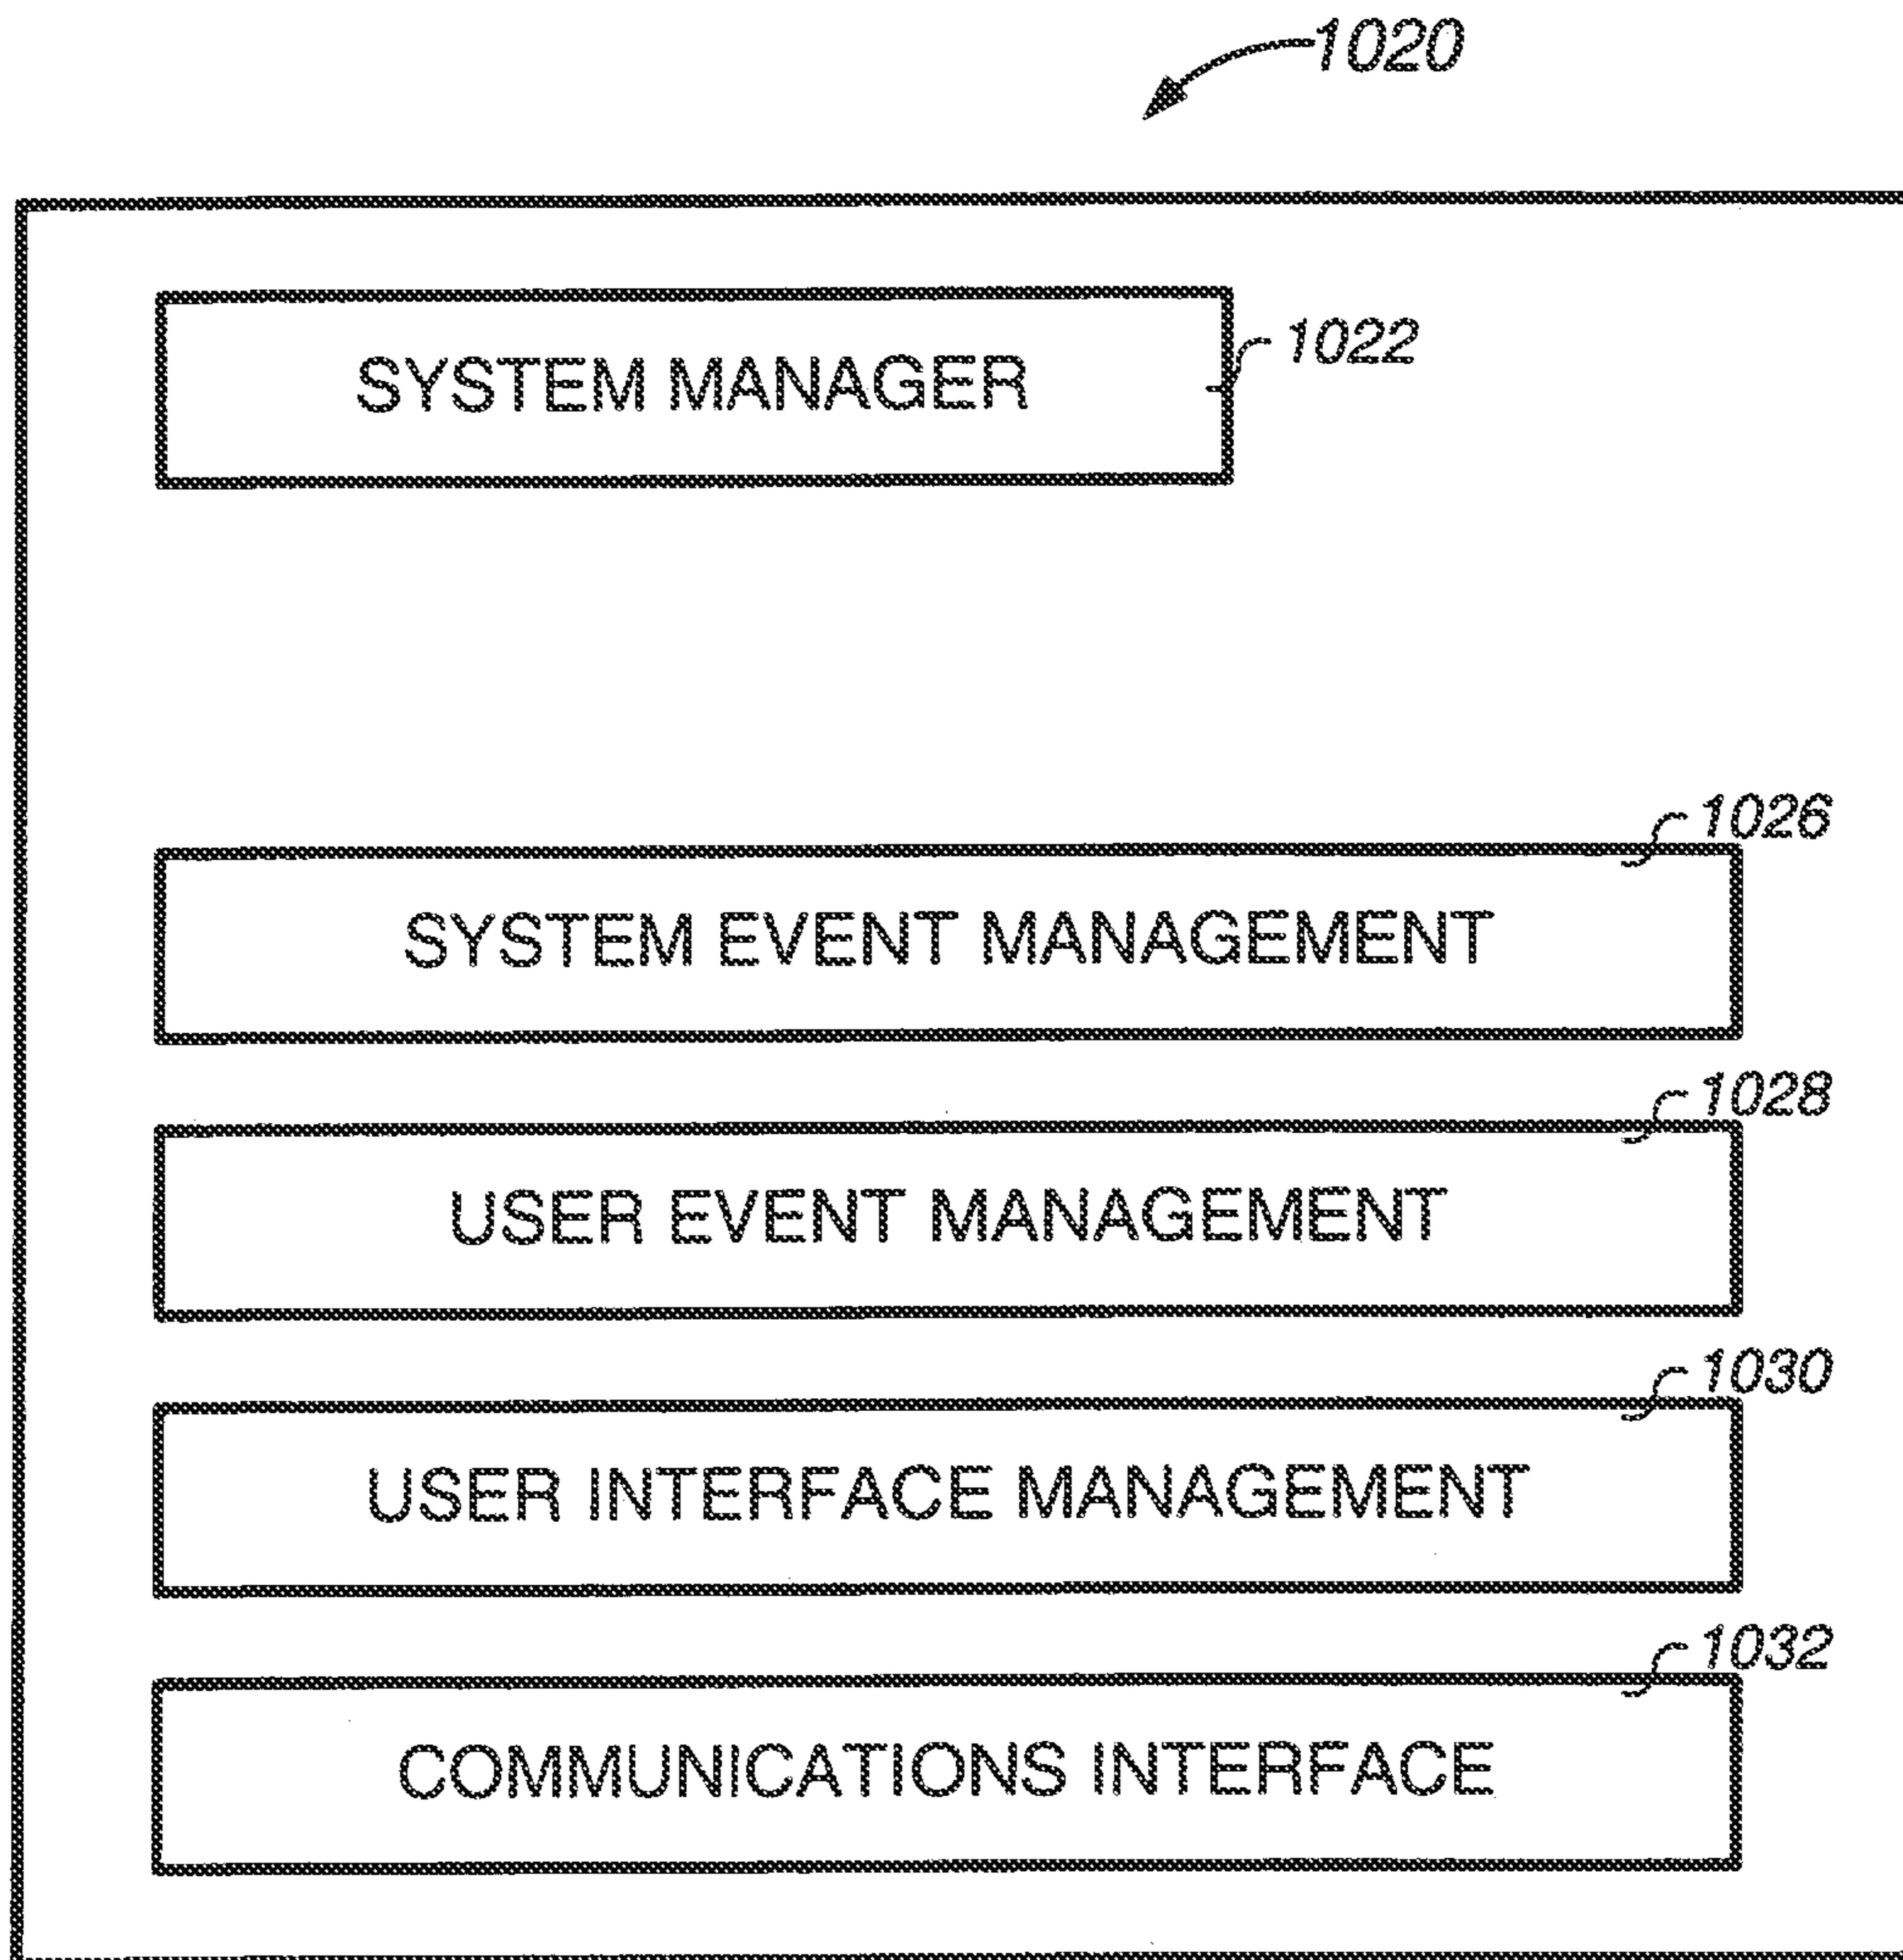 1020
SYSTEM MANAGER
1022
1026
SYSTEM EVENT MANAGEMENT
1028
USER EVENT MANAGEMENT
1030
USER INTERFACE MANAGEMENT
1032
COMMUNICATIONS INTERFACE